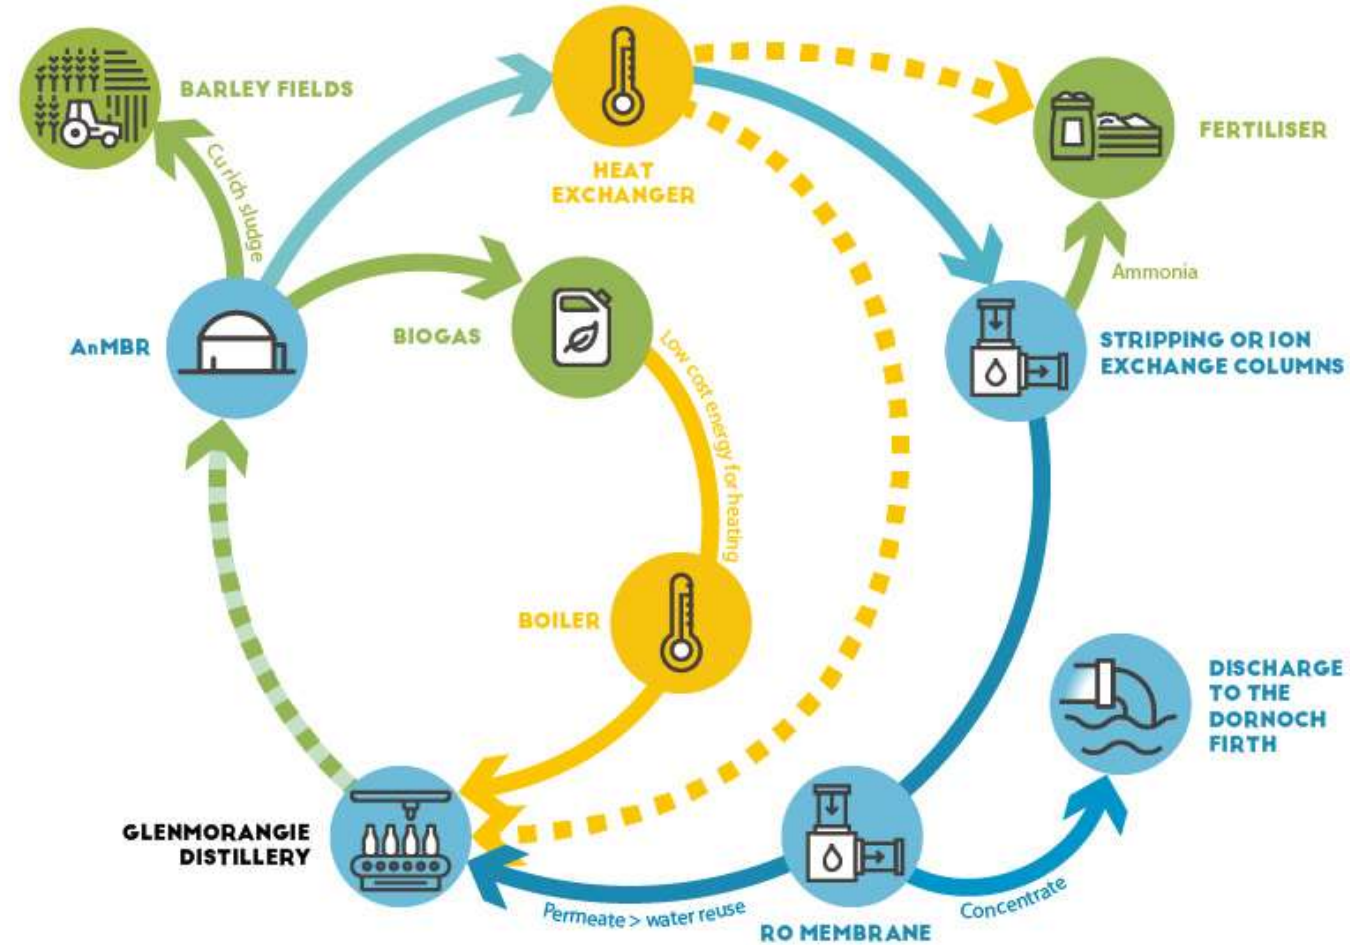 BARLEY FIELDS
Cu rich sludge
HEAT
EXCHANGER
FERTILISER
Ammonia
AnMBR
BIOGAS
STRIPPING OR ION
EXCHANGE COLUMNS
Low cost energy for heating
BOILER
DISCHARGE
TO THE
DORNOCH
FIRTH
GLENMORANGIE
DISTILLERY
Permeate > water reuse
Concentrate
RO MEMBRANE